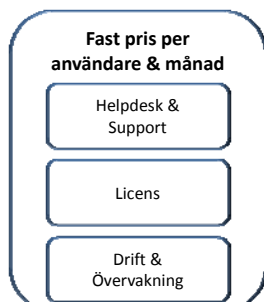 Fast pris per
användare & månad
Helpdesk &
Support
Licens
Drift &
Övervakning